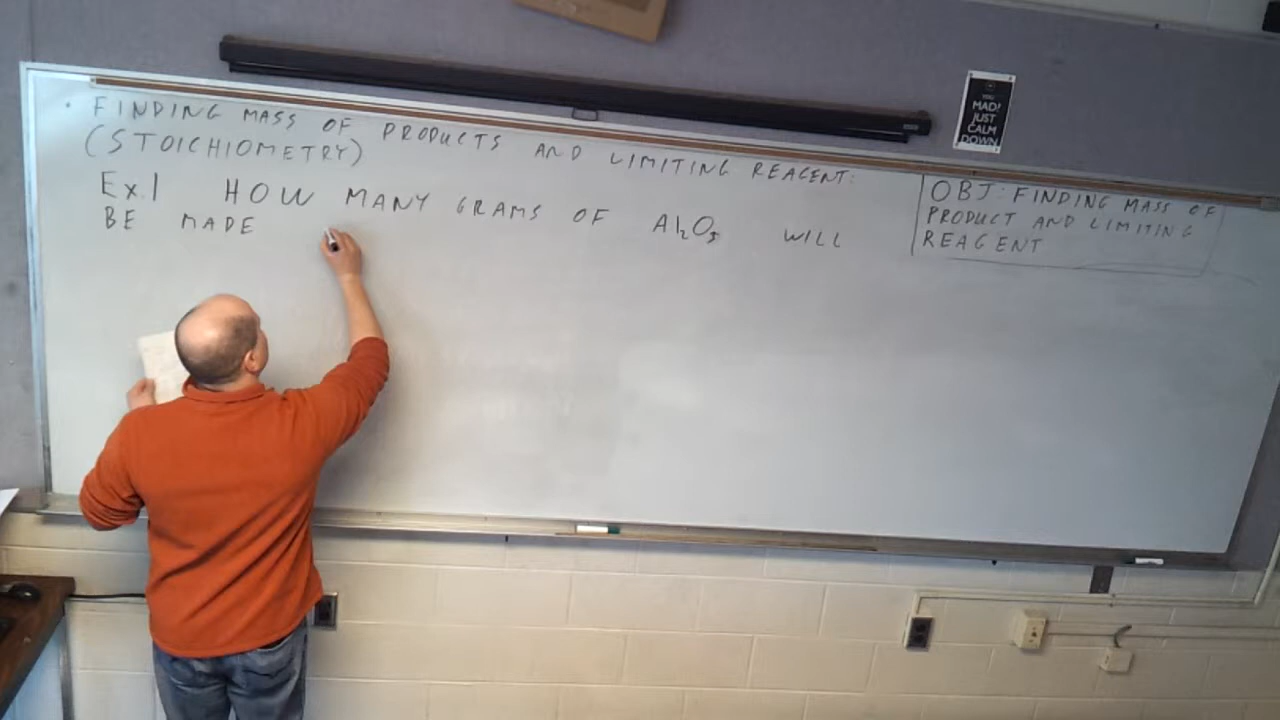 • FINDING MASS OF PRODUCTS AND LIMITING REAGENT:
(STOICHIOMETRY)
Ex.1 HOW MANY GRAMS OF Al₂O₃ WILL
BE MADE
OBJ: FINDING MASS OF
PRODUCT AND LIMITING
REAGENT
YOU
MAD?
JUST
CALM
DOWN